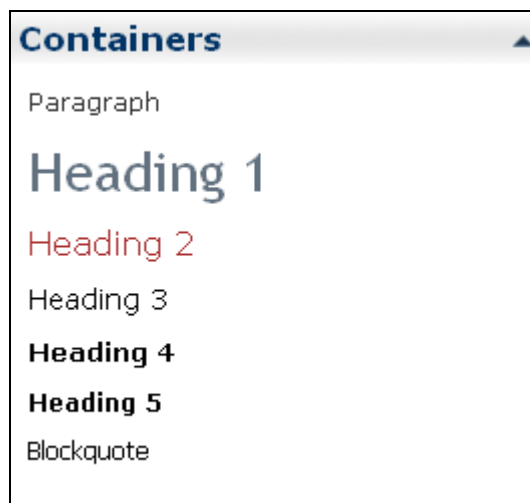 Containers
Paragraph
Heading 1
Heading 2
Heading 3
Heading 4
Heading 5
Blockquote